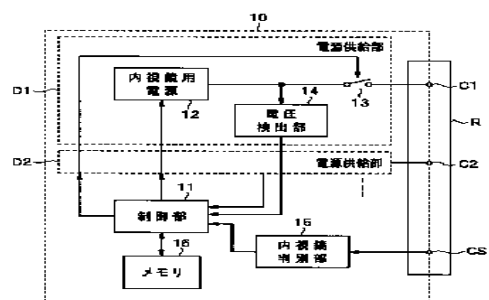 10
電源供給部
D1
内視鏡用
電源
12
14
13
C1
R
電圧
検出部
D2
電源供給部
C2
11
制御部
15
内視鏡
判別部
CS
16
メモリ